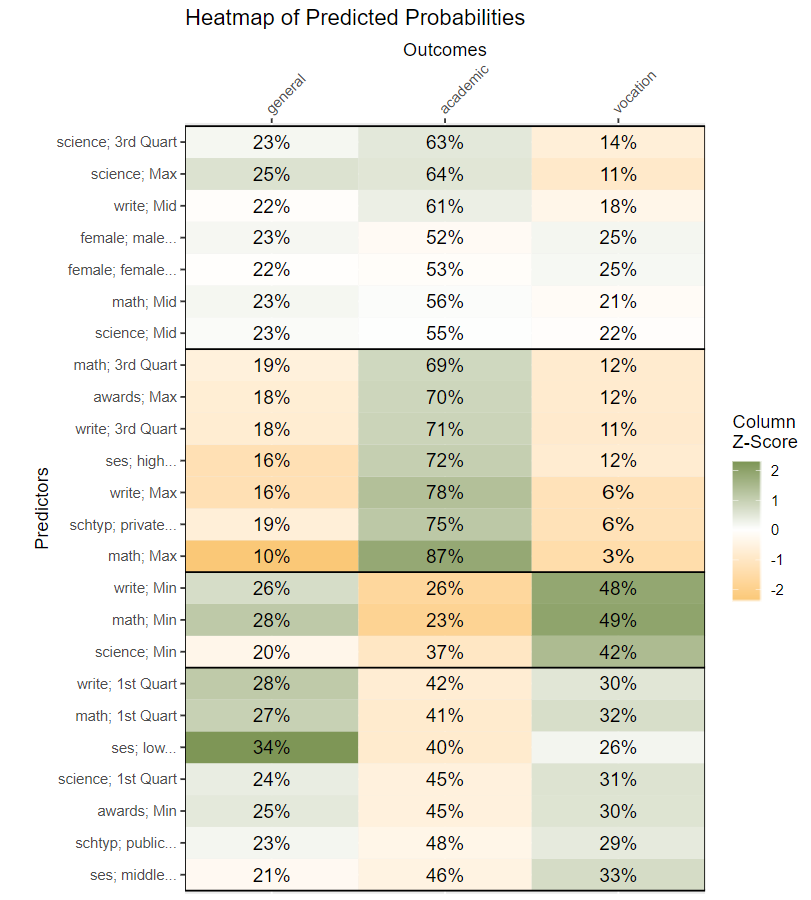 Heatmap of Predicted Probabilities
Outcomes
general academic vocation
science; 3rd Quart 23% 63% 14%
science; Max 25% 64% 11%
write; Mid 22% 61% 18%
female; male... 23% 52% 25%
female; female... 22% 53% 25%
math; Mid 23% 56% 21%
science; Mid 23% 55% 22%
math; 3rd Quart 19% 69% 12%
awards; Max 18% 70% 12%
write; 3rd Quart 18% 71% 11%
ses; high... 16% 72% 12%
write; Max 16% 78% 6%
schtyp; private... 19% 75% 6%
math; Max 10% 87% 3%
write; Min 26% 26% 48%
math; Min 28% 23% 49%
science; Min 20% 37% 42%
write; 1st Quart 28% 42% 30%
math; 1st Quart 27% 41% 32%
ses; low... 34% 40% 26%
science; 1st Quart 24% 45% 31%
awards; Min 25% 45% 30%
schtyp; public... 23% 48% 29%
ses; middle... 21% 46% 33%
Predictors
Column
Z-Score
2
1
0
-1
-2